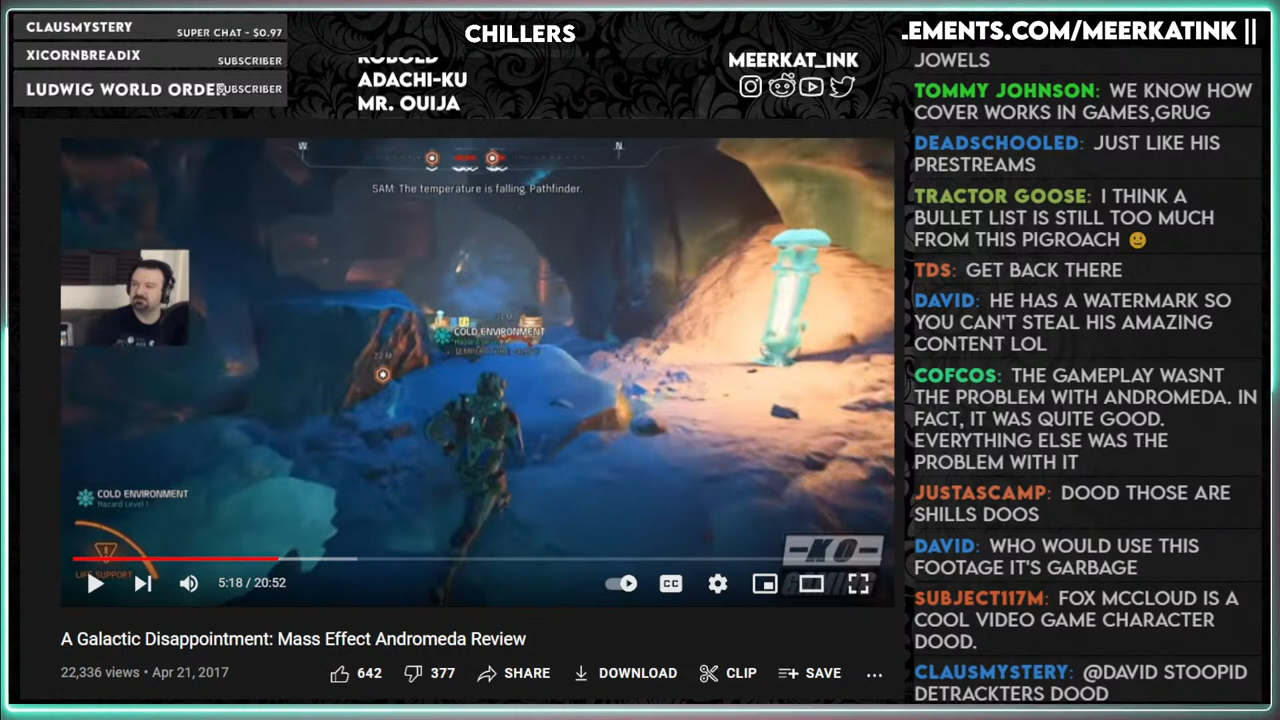 CLAUSMYSTERY SUPER CHAT - $0.97
XICORNBREADIX SUBSCRIBER
LUDWIG WORLD ORDER SUBSCRIBER
CHILLERS
ADACHI-KU
MR. OUIJA
MEERKAT_INK
.EMENTS.COM/MEERKATINK ||
W
N
SAM: The temperature is falling, Pathfinder.
COLD ENVIRONMENT
22 M
COLD ENVIRONMENT
Hazard Level 1
LIFE SUPPORT
-KO-
GAMING
5:18 / 20:52
CC
A Galactic Disappointment: Mass Effect Andromeda Review
22,336 views • Apr 21, 2017
642
377
SHARE
DOWNLOAD
CLIP
SAVE
...
JOWELS
TOMMY JOHNSON: WE KNOW HOW
COVER WORKS IN GAMES,GRUG
DEADSCHOOLED: JUST LIKE HIS
PRESTREAMS
TRACTOR GOOSE: I THINK A
BULLET LIST IS STILL TOO MUCH
FROM THIS PIGROACH
TDS: GET BACK THERE
DAVID: HE HAS A WATERMARK SO
YOU CAN'T STEAL HIS AMAZING
CONTENT LOL
COFCOS: THE GAMEPLAY WASNT
THE PROBLEM WITH ANDROMEDA. IN
FACT, IT WAS QUITE GOOD.
EVERYTHING ELSE WAS THE
PROBLEM WITH IT
JUSTASCAMP: DOOD THOSE ARE
SHILLS DOOS
DAVID: WHO WOULD USE THIS
FOOTAGE IT'S GARBAGE
SUBJECT117M: FOX MCCLOUD IS A
COOL VIDEO GAME CHARACTER
DOOD.
CLAUSMYSTERY: @DAVID STOOPID
DETRACKTERS DOOD